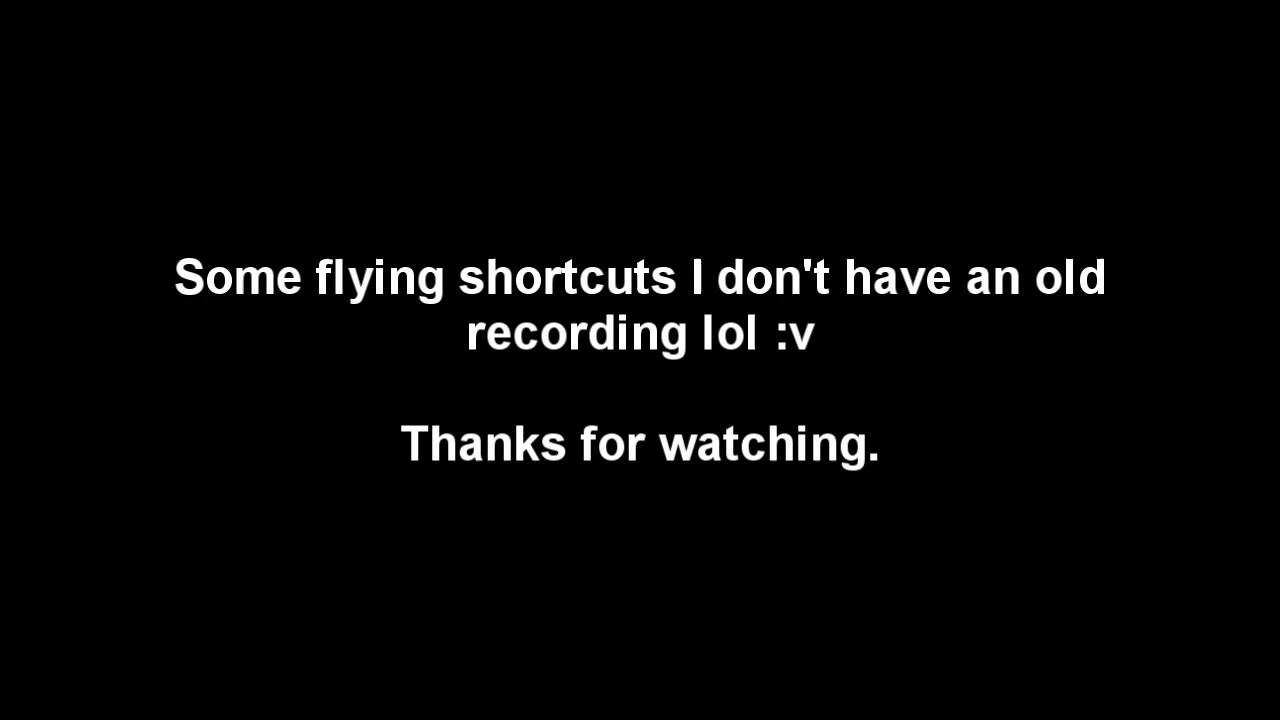 Some flying shortcuts I don't have an old
recording lol :v
Thanks for watching.